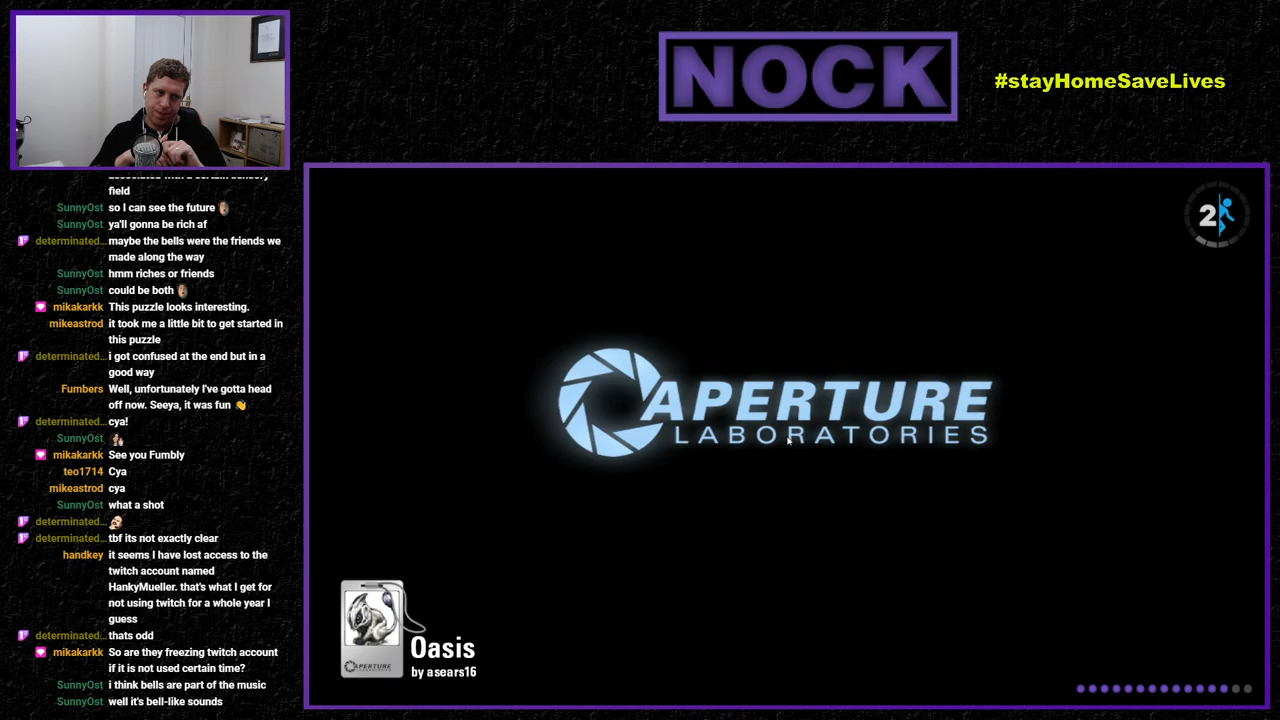 NOCK
#stayHomeSaveLives
field
SunnyOst so I can see the future
SunnyOst ya'll gonna be rich af
determinated... maybe the bells were the friends we
made along the way
SunnyOst hmm riches or friends
SunnyOst could be both
mikakarkk This puzzle looks interesting.
mikeastrod it took me a little bit to get started in
this puzzle
determinated... i got confused at the end but in a
good way
Fumbers Well, unfortunately I've gotta head
off now. Seeya, it was fun 👋
determinated... cya!
SunnyOst
mikakarkk See you Fumbly
teo1714 Cya
mikeastrod cya
SunnyOst what a shot
determinated...
determinated... tbf its not exactly clear
handkey it seems I have lost access to the
twitch account named
HankyMueller. that's what I get for
not using twitch for a whole year I
guess
determinated... thats odd
mikakarkk So are they freezing twitch account
if it is not used certain time?
SunnyOst i think bells are part of the music
SunnyOst well it's bell-like sounds
2
APERTURE
LABORATORIES
APERTURE
LABORATORIES
Oasis
by asears16